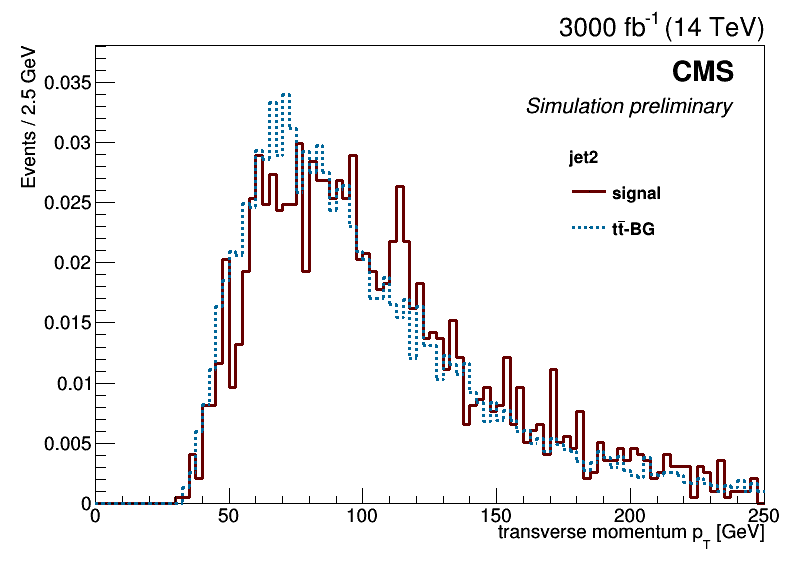 3000 fb⁻¹ (14 TeV)
CMS
Simulation preliminary
jet2
signal
tt̄-BG
Events / 2.5 GeV
0.035
0.03
0.025
0.02
0.015
0.01
0.005
0
0 50 100 150 200 250
transverse momentum p_T [GeV]